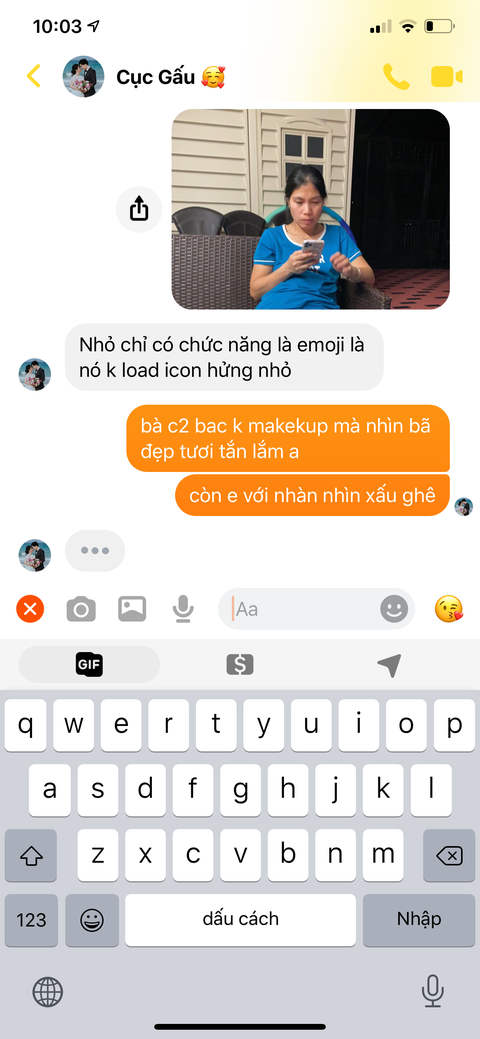 10:03
Cục Gấu 🥰
Nhỏ chỉ có chức năng là emoji là
nó k load icon hửng nhỏ
bà c2 bac k makekup mà nhìn bã
đẹp tươi tắn lắm a
còn e với nhàn nhìn xấu ghê
Aa
GIF
$
q w e r t y u i o p
a s d f g h j k l
z x c v b n m
123
dấu cách
Nhập